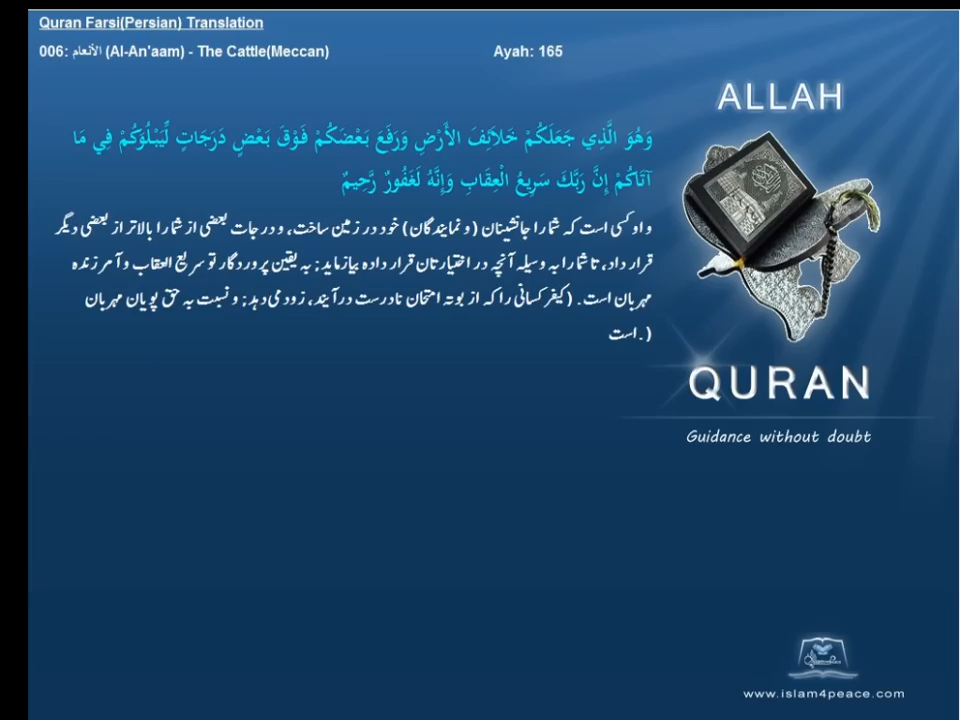 Quran Farsi(Persian) Translation
006: الأنعام (Al-An'aam) - The Cattle(Meccan) Ayah: 165
ALLAH
وَهُوَ الَّذِي جَعَلَكُمْ خَلاَئِفَ الأَرْضِ وَرَفَعَ بَعْضَكُمْ فَوْقَ بَعْضٍ دَرَجَاتٍ لِّيَبْلُوَكُمْ فِي مَا
آتَاكُمْ إِنَّ رَبَّكَ سَرِيعُ الْعِقَابِ وَإِنَّهُ لَغَفُورٌ رَّحِيمٌ
و او کسی است که شما را جانشینان (و نمایندگان) خود در زمین ساخت، و درجات بعضی از شما را بالاتر از بعضی دیگر
قرار داد، تا شما را به وسیله آنچه در اختیارتان قرار داده بیازماید; به یقین پروردگار تو سریع العقاب و آمرزنده
مهربان است. (کیفر کسانی را که از بوته امتحان نادرست درآیند، زود می دهد; و نسبت به حق پویان مهربان
است.)
QURAN
Guidance without doubt
www.islam4peace.com